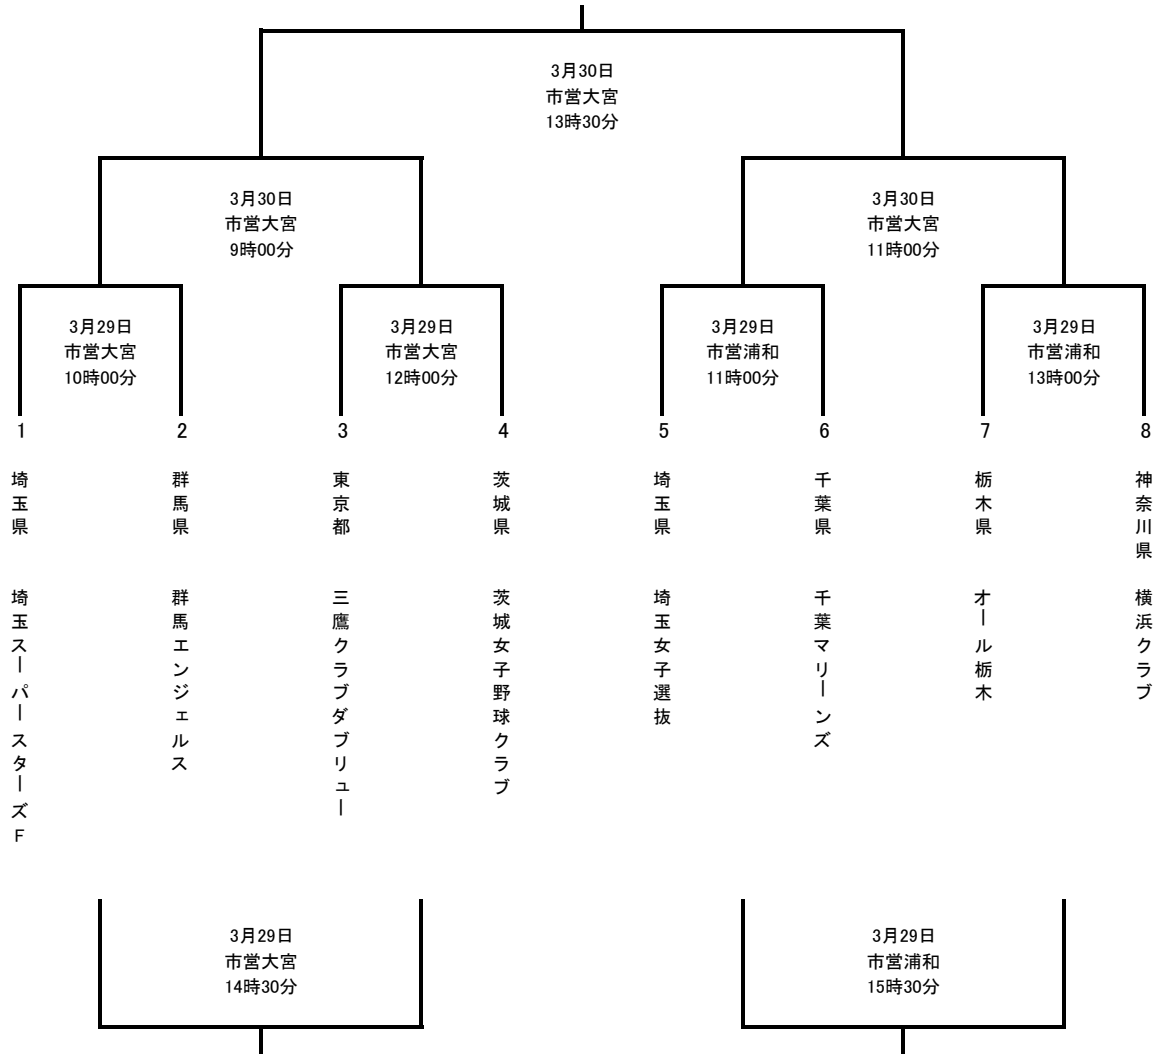 3月30日
市営大宮
13時30分
3月30日
市営大宮
9時00分
3月30日
市営大宮
11時00分
3月29日
市営大宮
10時00分
3月29日
市営大宮
12時00分
3月29日
市営浦和
11時00分
3月29日
市営浦和
13時00分
1
埼玉県 埼玉スーパースターズF
2
群馬県 群馬エンジェルス
3
東京都 三鷹クラブダブリュー
4
茨城県 茨城女子野球クラブ
5
埼玉県 埼玉女子選抜
6
千葉県 千葉マリーンズ
7
栃木県 オール栃木
8
神奈川県 横浜クラブ
3月29日
市営大宮
14時30分
3月29日
市営浦和
15時30分